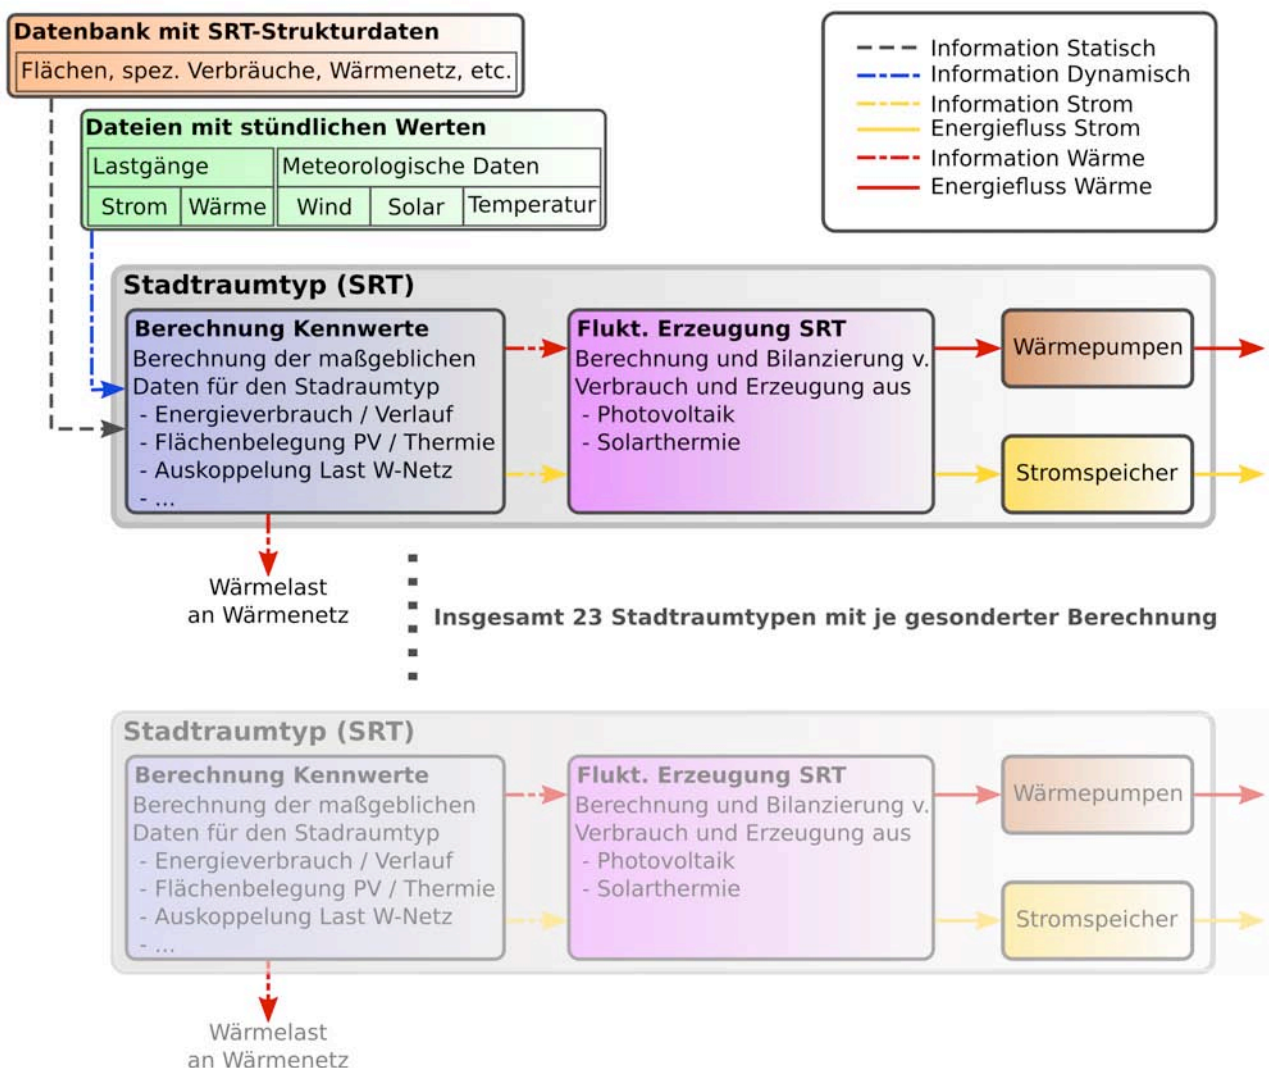 Datenbank mit SRT-Strukturdaten
Flächen, spez. Verbräuche, Wärmenetz, etc.
Dateien mit stündlichen Werten
Lastgänge
Meteorologische Daten
Strom
Wärme
Wind
Solar
Temperatur
Information Statisch
Information Dynamisch
Information Strom
Energiefluss Strom
Information Wärme
Energiefluss Wärme
Stadtraumtyp (SRT)
Berechnung Kennwerte
Berechnung der maßgeblichen
Daten für den Stadraumtyp
- Energieverbrauch / Verlauf
- Flächenbelegung PV / Thermie
- Auskoppelung Last W-Netz
- ...
Flukt. Erzeugung SRT
Berechnung und Bilanzierung v.
Verbrauch und Erzeugung aus
- Photovoltaik
- Solarthermie
Wärmepumpen
Stromspeicher
Wärmelast
an Wärmenetz
Insgesamt 23 Stadtraumtypen mit je gesonderter Berechnung
Stadtraumtyp (SRT)
Berechnung Kennwerte
Berechnung der maßgeblichen
Daten für den Stadraumtyp
- Energieverbrauch / Verlauf
- Flächenbelegung PV / Thermie
- Auskoppelung Last W-Netz
- ...
Flukt. Erzeugung SRT
Berechnung und Bilanzierung v.
Verbrauch und Erzeugung aus
- Photovoltaik
- Solarthermie
Wärmepumpen
Stromspeicher
Wärmelast
an Wärmenetz